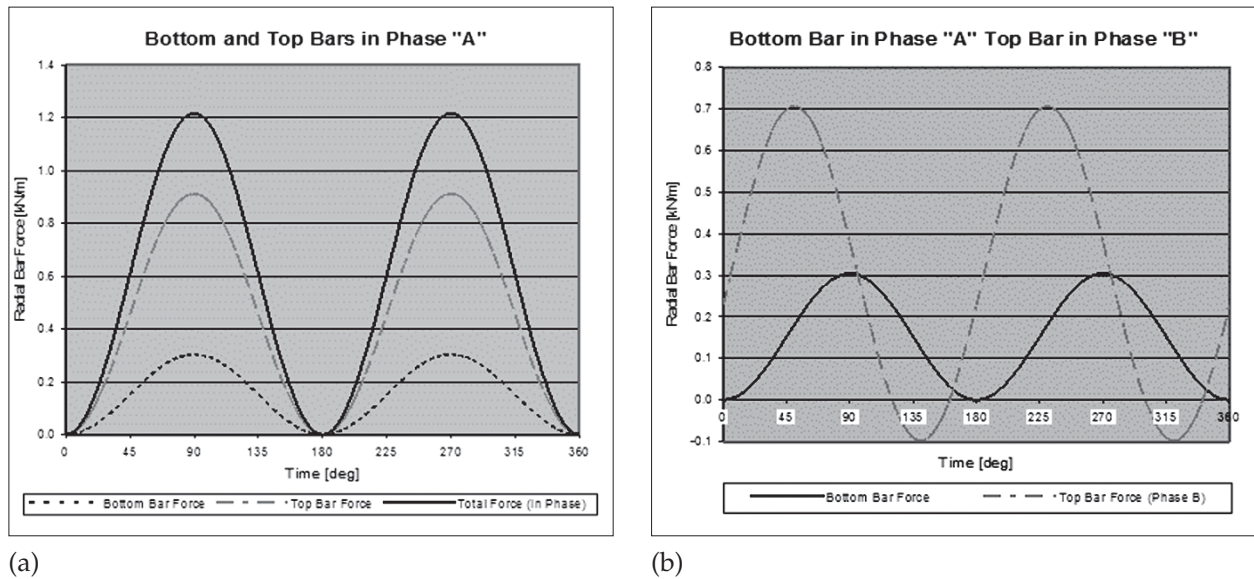 Bottom and Top Bars in Phase "A"
1.4
1.2
1.0
0.8
0.6
0.4
0.2
0.0
Radial Bar Force [kN/m]
0 45 90 135 180 225 270 315 360
Time [deg]
Bottom Bar Force Top Bar Force Total Force (In Phase)
(a)
Bottom Bar in Phase "A" Top Bar in Phase "B"
0.8
0.7
0.6
0.5
0.4
0.3
0.2
0.1
0.0
-0.1
Radial Bar Force [kN/m]
0 45 90 135 180 225 270 315 360
Time [deg]
Bottom Bar Force Top Bar Force (Phase B)
(b)